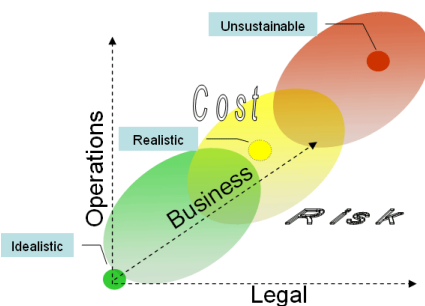 Unsustainable
Cost
Realistic
Operations
Business
Risk
Idealistic
Legal